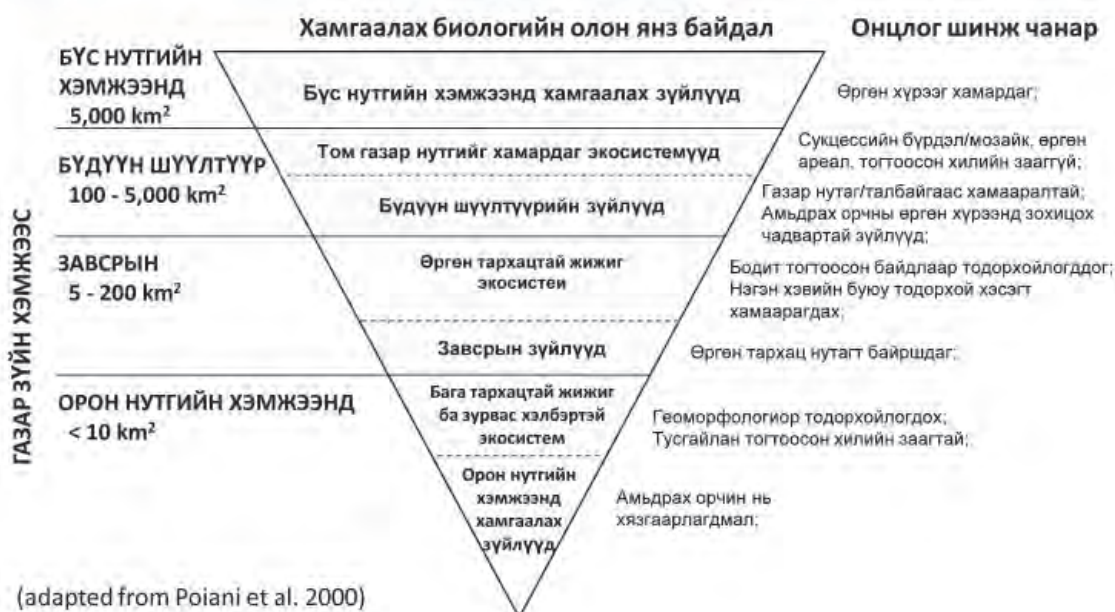 Хамгаалах биологийн олон янз байдал
Онцлог шинж чанар
ГАЗАР ЗҮЙН ХЭМЖЭЭС
БҮС НУТГИЙН
ХЭМЖЭЭНД
5,000 km²
Бүс нутгийн хэмжээнд хамгаалах зүйлүүд
Өргөн хүрээг хамардаг;
БҮДҮҮН ШҮҮЛТҮҮР
100 - 5,000 km²
Том газар нутгийг хамардаг экосистемүүд
Сукцессийн бүрдэл/мозайк, өргөн
ареал, тогтоосон хилийн зааггүй;
Бүдүүн шүүлтүүрийн зүйлүүд
Газар нутаг/талбайгаас хамааралтай;
Амьдрах орчны өргөн хүрээнд зохицох
чадвартай зүйлүүд;
ЗАВСРЫН
5 - 200 km²
Өргөн тархацтай жижиг
экосистеи
Бодит тогтоосон байдлаар тодорхойлогддог;
Нэгэн хэвийн буюу тодорхой хэсэгт
хамаарагдах;
Завсрын зүйлүүд
Өргөн тархац нутагт байршдаг;
ОРОН НУТГИЙН ХЭМЖЭЭНД
< 10 km²
Бага тархацтай жижиг
ба зурвас хэлбэртэй
экосистем
Геоморфологиор тодорхойлогдох;
Тусгайлан тогтоосон хилийн заагтай;
Орон нутгийн
хэмжээнд
хамгаалах
зүйлүүд
Амьдрах орчин нь
хязгаарлагдмал;
(adapted from Poiani et al. 2000)